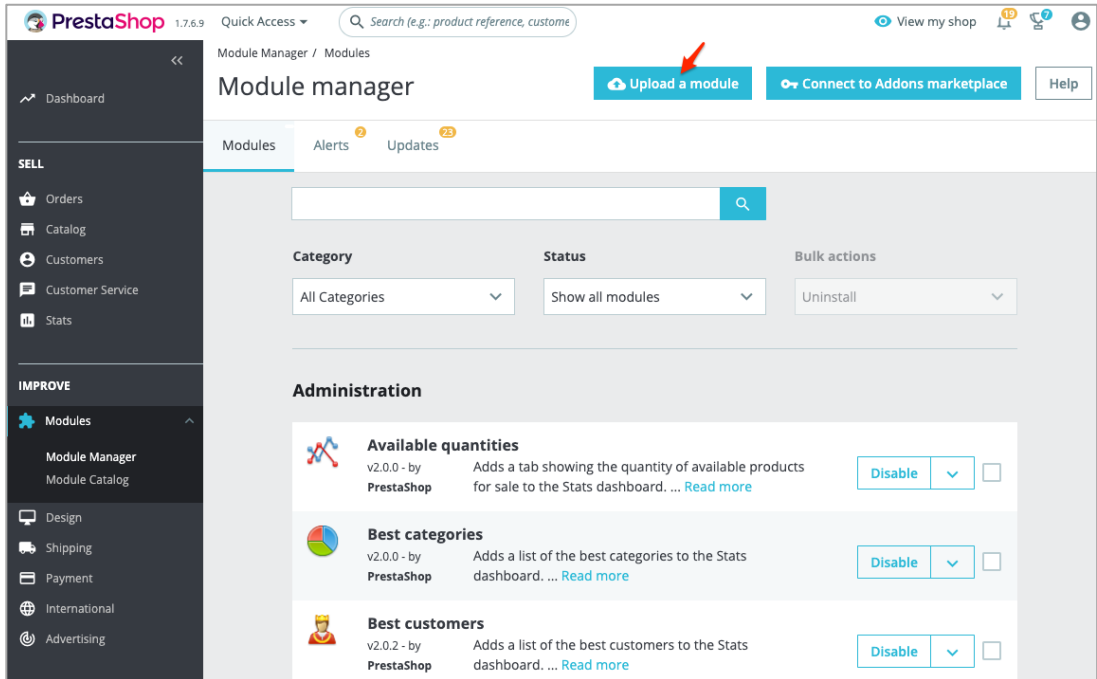 PrestaShop 1.7.6.9 Quick Access Search (e.g.: product reference, custome View my shop 19 7
Module Manager / Modules
Module manager
Upload a module Connect to Addons marketplace Help
Modules Alerts 2 Updates 23
Dashboard
SELL
Orders
Catalog
Customers
Customer Service
Stats
IMPROVE
Modules
Module Manager
Module Catalog
Design
Shipping
Payment
International
Advertising
Category Status Bulk actions
All Categories Show all modules Uninstall
Administration
Available quantities
v2.0.0 - by Adds a tab showing the quantity of available products
PrestaShop for sale to the Stats dashboard. ... Read more
Disable
Best categories
v2.0.0 - by Adds a list of the best categories to the Stats
PrestaShop dashboard. ... Read more
Disable
Best customers
v2.0.2 - by Adds a list of the best customers to the Stats
PrestaShop dashboard. ... Read more
Disable